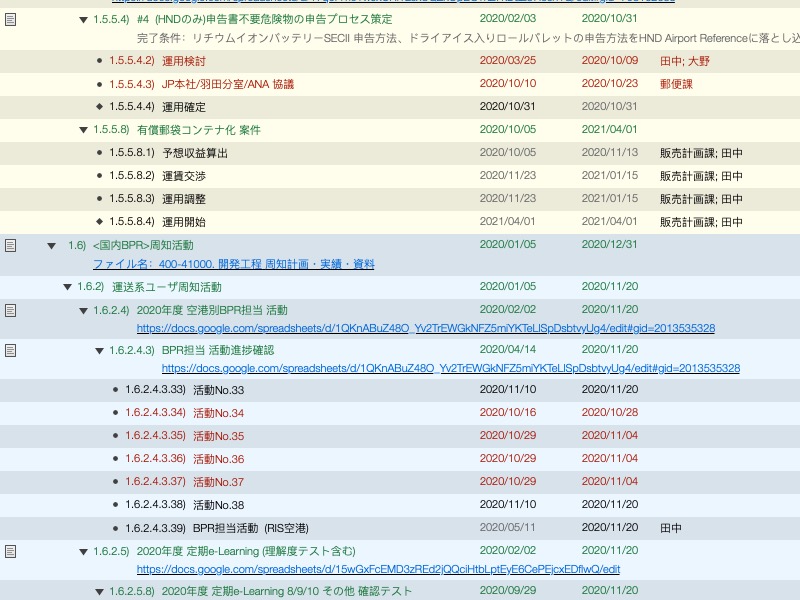 1.5.5.4) #4 (HNDのみ)申告書不要危険物の申告プロセス策定 2020/02/03 2020/10/31
完了条件: リチウムイオンバッテリーSECII 申告方法、ドライアイス入りロールパレットの申告方法をHND Airport Referenceに落とし込
1.5.5.4.2) 運用検討 2020/03/25 2020/10/09 田中; 大野
1.5.5.4.3) JP本社/羽田分室/ANA 協議 2020/10/10 2020/10/23 郵便課
1.5.5.4.4) 運用確定 2020/10/31 2020/10/31
1.5.5.8) 有償郵袋コンテナ化 案件 2020/10/05 2021/04/01
1.5.5.8.1) 予想収益算出 2020/10/05 2020/11/13 販売計画課; 田中
1.5.5.8.2) 運賃交渉 2020/11/23 2021/01/15 販売計画課; 田中
1.5.5.8.3) 運用調整 2020/11/23 2021/01/15 販売計画課; 田中
1.5.5.8.4) 運用開始 2021/04/01 2021/04/01 販売計画課; 田中
1.6) <国内BPR>周知活動 2020/01/05 2020/12/31
ファイル名: 400-41000. 開発工程 周知計画・実績・資料
1.6.2) 運送系ユーザ周知活動 2020/01/05 2020/11/20
1.6.2.4) 2020年度 空港別BPR担当 活動 2020/02/02 2020/11/20
https://docs.google.com/spreadsheets/d/1QKnABuZ48O_Yv2TrEWGkNFZ5miYKTeLlSpDsbtvyUg4/edit#gid=2013535328
1.6.2.4.3) BPR担当 活動進捗確認 2020/04/14 2020/11/20
https://docs.google.com/spreadsheets/d/1QKnABuZ48O_Yv2TrEWGkNFZ5miYKTeLlSpDsbtvyUg4/edit#gid=2013535328
1.6.2.4.3.33) 活動No.33 2020/11/10 2020/11/20
1.6.2.4.3.34) 活動No.34 2020/10/16 2020/10/28
1.6.2.4.3.35) 活動No.35 2020/10/29 2020/11/04
1.6.2.4.3.36) 活動No.36 2020/10/29 2020/11/04
1.6.2.4.3.37) 活動No.37 2020/10/29 2020/11/04
1.6.2.4.3.38) 活動No.38 2020/11/10 2020/11/20
1.6.2.4.3.39) BPR担当活動 (RIS空港) 2020/05/11 2020/11/20 田中
1.6.2.5) 2020年度 定期e-Learning (理解度テスト含む) 2020/02/02 2020/11/20
https://docs.google.com/spreadsheets/d/15wGxFcEMD3zREd2jQQciHtbLptEyE6CePEjcxEDflwQ/edit
1.6.2.5.8) 2020年度 定期e-Learning 8/9/10 その他 確認テスト 2020/09/29 2020/11/20